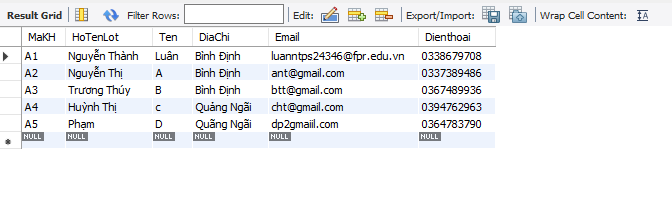 Result Grid Filter Rows: Edit: Export/Import: Wrap Cell Content:
MaKH HoTenLot Ten DiaChi Email Dienthoai
A1 Nguyễn Thành Luân Bình Định luanntps24346@fpr.edu.vn 0338679708
A2 Nguyễn Thị A Bình Định ant@gmail.com 0337389486
A3 Trương Thúy B Bình Định btt@gmail.com 0367489936
A4 Huỳnh Thị c Quảng Ngãi cht@gmail.com 0394762963
A5 Phạm D Quãng Ngãi dp2gmaiil.com 0364783790
NULL NULL NULL NULL NULL NULL